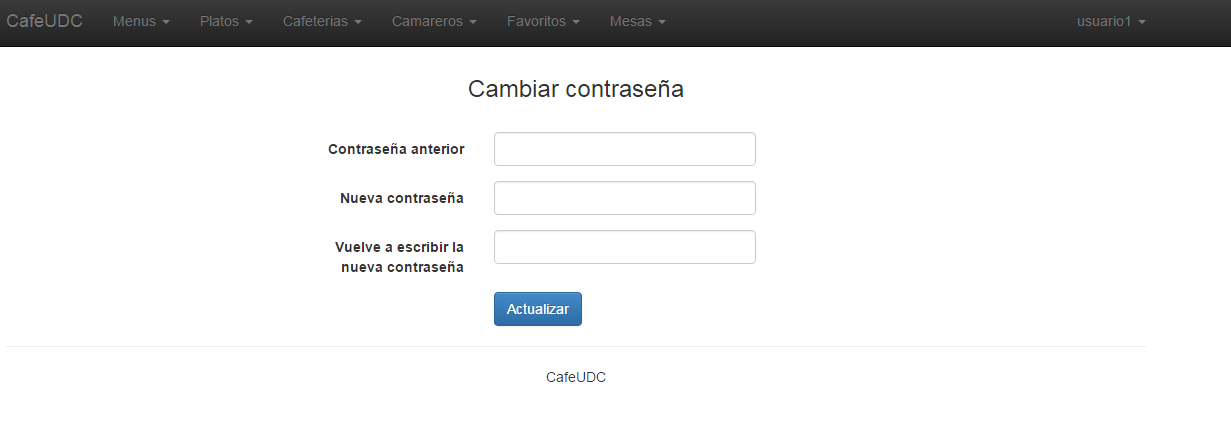 CafeUDC Menus Platos Cafeterias Camareros Favoritos Mesas usuario1
Cambiar contraseña
Contraseña anterior
Nueva contraseña
Vuelve a escribir la
nueva contraseña
Actualizar
CafeUDC